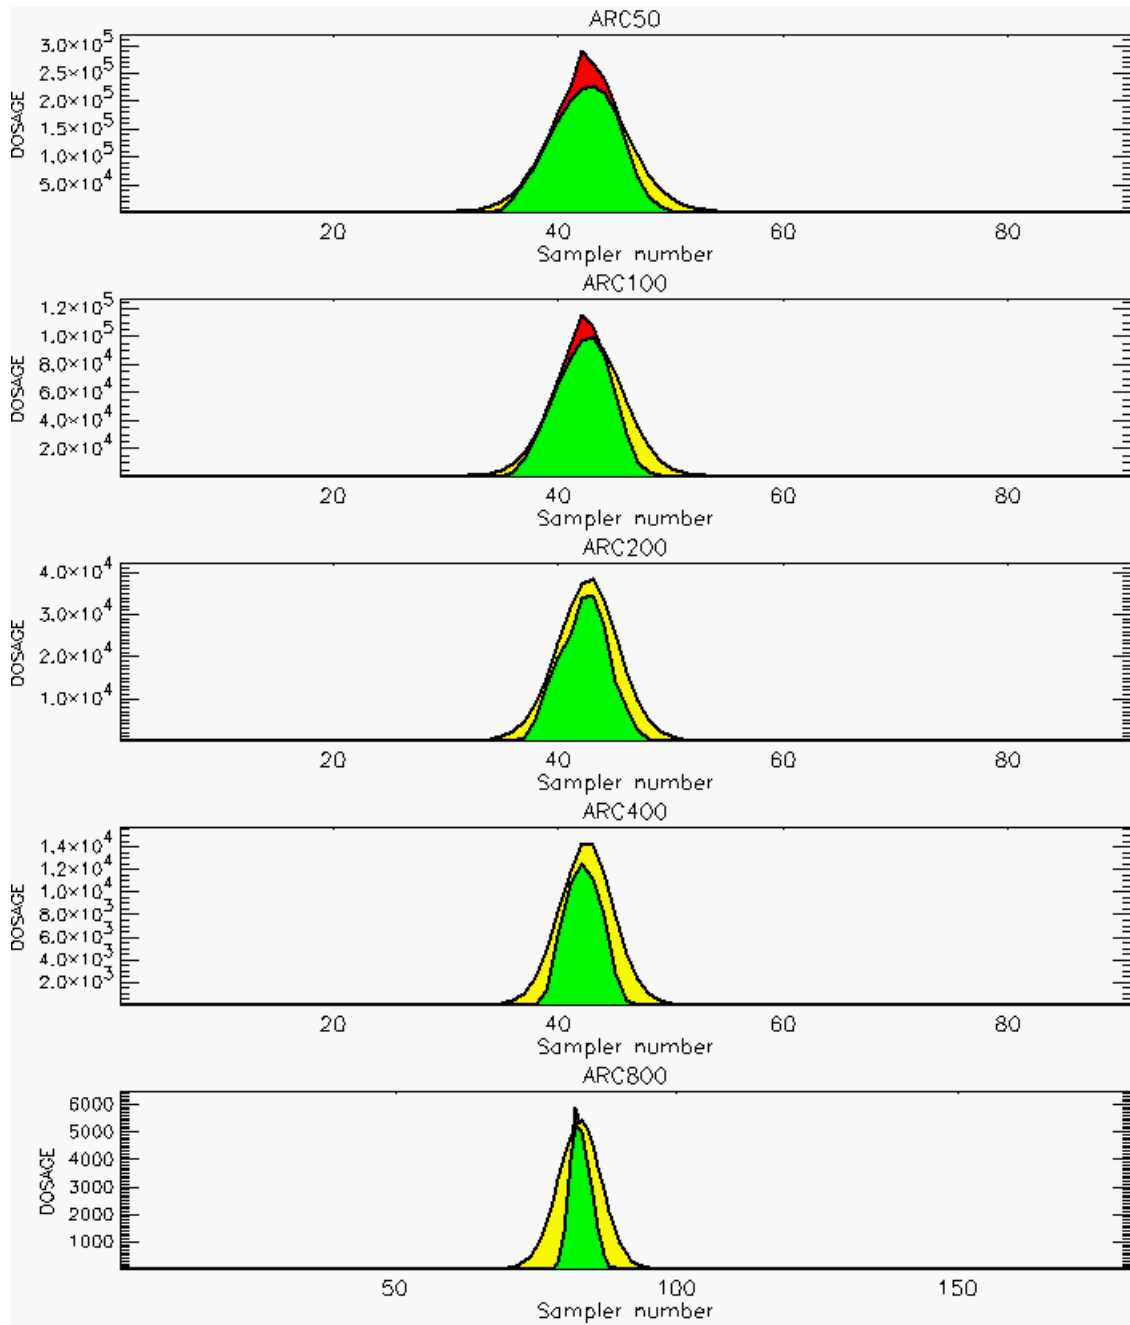 ARC50
3.0×10^5
2.5×10^5
2.0×10^5
1.5×10^5
1.0×10^5
5.0×10^4
DOSAGE
20 40 60 80
Sampler number
ARC100
1.2×10^5
1.0×10^5
8.0×10^4
6.0×10^4
4.0×10^4
2.0×10^4
DOSAGE
20 40 60 80
Sampler number
ARC200
4.0×10^4
3.0×10^4
2.0×10^4
1.0×10^4
DOSAGE
20 40 60 80
Sampler number
ARC400
1.4×10^4
1.2×10^4
1.0×10^4
8.0×10^3
6.0×10^3
4.0×10^3
2.0×10^3
DOSAGE
20 40 60 80
Sampler number
ARC800
6000
5000
4000
3000
2000
1000
DOSAGE
50 100 150
Sampler number